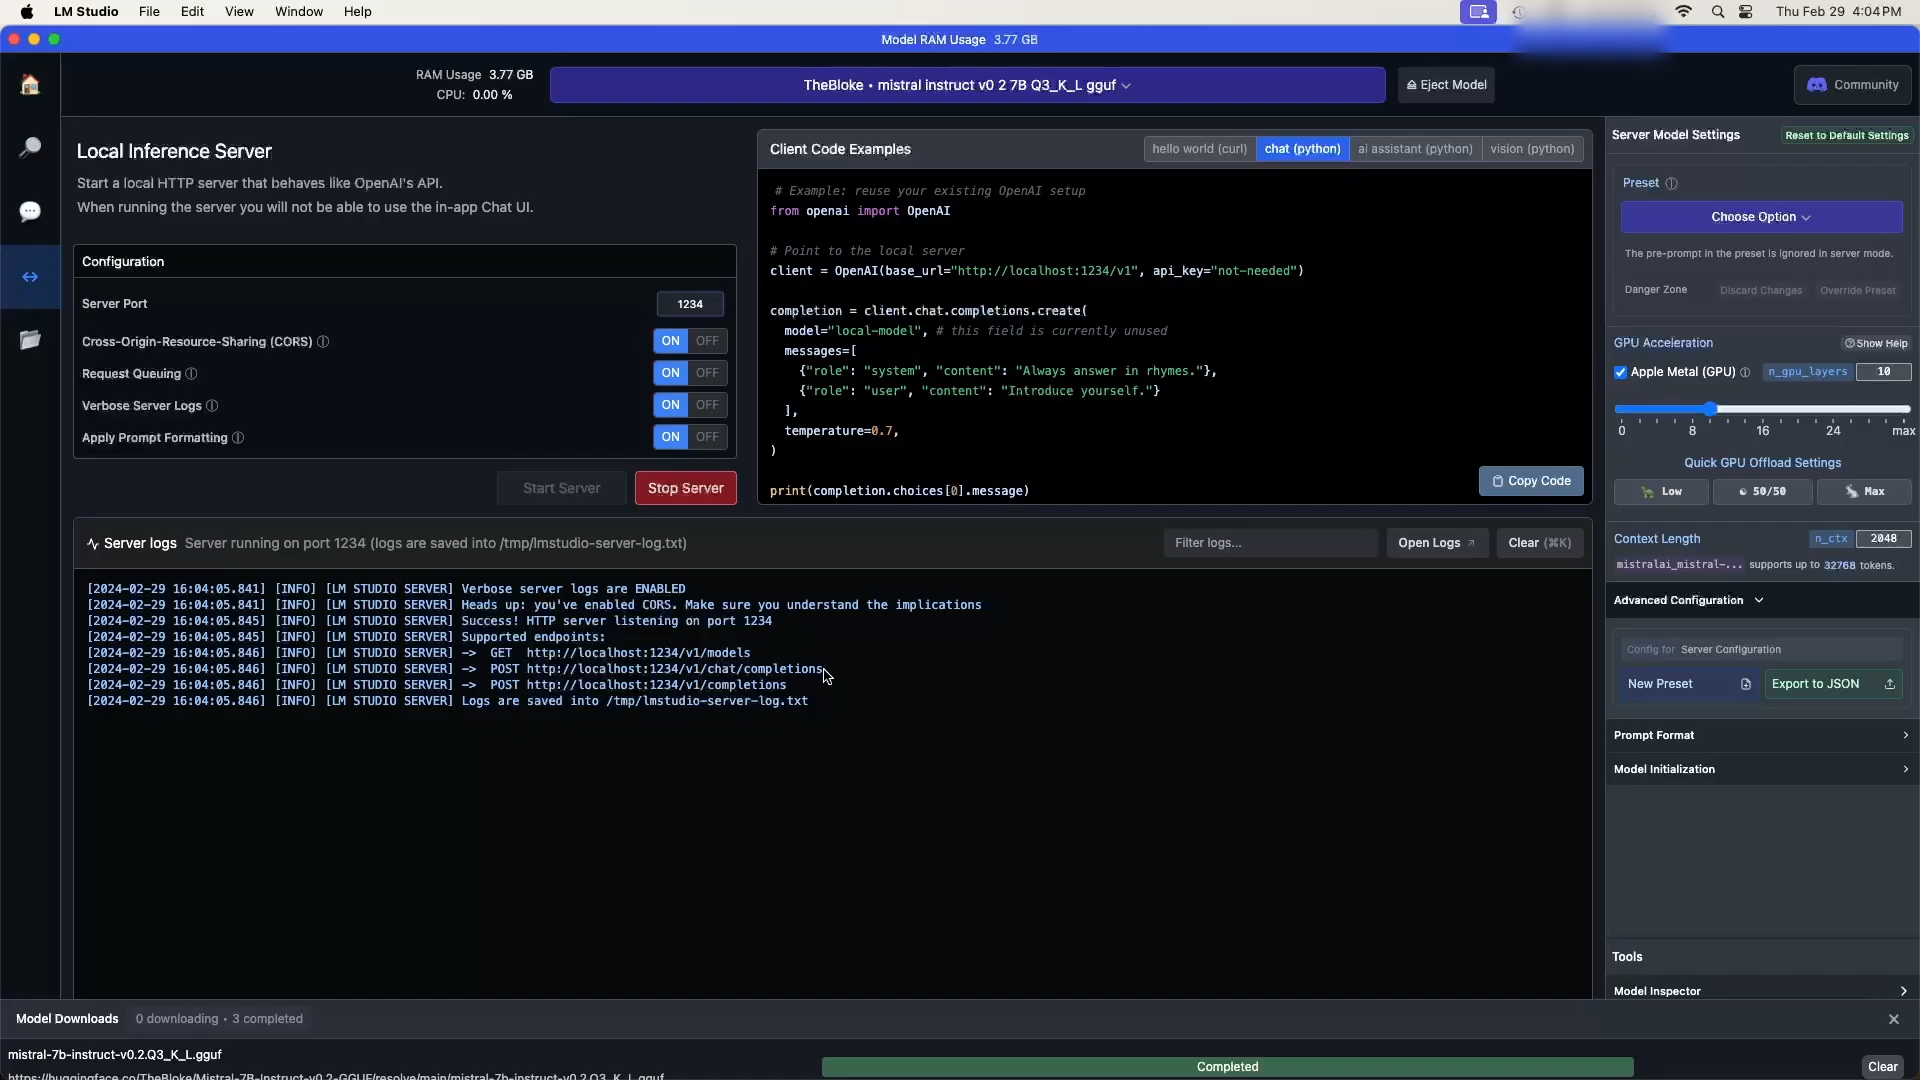 LM Studio File Edit View Window Help Thu Feb 29 4:04 PM
Model RAM Usage 3.77 GB
RAM Usage 3.77 GB
CPU: 0.00 %
TheBloke • mistral instruct v0 2 7B Q3_K_L gguf
Eject Model
Community
Local Inference Server
Start a local HTTP server that behaves like OpenAI's API.
When running the server you will not be able to use the in-app Chat UI.
Configuration
Server Port 1234
Cross-Origin-Resource-Sharing (CORS) ON OFF
Request Queuing ON OFF
Verbose Server Logs ON OFF
Apply Prompt Formatting ON OFF
Start Server Stop Server
Client Code Examples hello world (curl) chat (python) ai assistant (python) vision (python)
# Example: reuse your existing OpenAI setup
from openai import OpenAI
# Point to the local server
client = OpenAI(base_url="http://localhost:1234/v1", api_key="not-needed")
completion = client.chat.completions.create(
model="local-model", # this field is currently unused
messages=[
{"role": "system", "content": "Always answer in rhymes."},
{"role": "user", "content": "Introduce yourself."}
],
temperature=0.7,
)
print(completion.choices[0].message)
Copy Code
Server logs Server running on port 1234 (logs are saved into /tmp/lmstudio-server-log.txt) Filter logs... Open Logs Clear (⌘K)
[2024-02-29 16:04:05.841] [INFO] [LM STUDIO SERVER] Verbose server logs are ENABLED
[2024-02-29 16:04:05.841] [INFO] [LM STUDIO SERVER] Heads up: you've enabled CORS. Make sure you understand the implications
[2024-02-29 16:04:05.845] [INFO] [LM STUDIO SERVER] Success! HTTP server listening on port 1234
[2024-02-29 16:04:05.845] [INFO] [LM STUDIO SERVER] Supported endpoints:
[2024-02-29 16:04:05.846] [INFO] [LM STUDIO SERVER] -> GET http://localhost:1234/v1/models
[2024-02-29 16:04:05.846] [INFO] [LM STUDIO SERVER] -> POST http://localhost:1234/v1/chat/completions
[2024-02-29 16:04:05.846] [INFO] [LM STUDIO SERVER] -> POST http://localhost:1234/v1/completions
[2024-02-29 16:04:05.846] [INFO] [LM STUDIO SERVER] Logs are saved into /tmp/lmstudio-server-log.txt
Server Model Settings Reset to Default Settings
Preset
Choose Option
The pre-prompt in the preset is ignored in server mode.
Danger Zone Discard Changes Override Preset
GPU Acceleration Show Help
Apple Metal (GPU) n_gpu_layers 10
0 8 16 24 max
Quick GPU Offload Settings
Low 50/50 Max
Context Length n_ctx 2048
mistralai_mistral-... supports up to 32768 tokens.
Advanced Configuration
Config for Server Configuration
New Preset Export to JSON
Prompt Format
Model Initialization
Tools
Model Inspector
Model Downloads 0 downloading • 3 completed
mistral-7b-instruct-v0.2.Q3_K_L.gguf
https://huggingface.co/TheBloke/Mistral-7B-Instruct-v0.2-GGUF/resolve/main/mistral-7b-instruct-v0.2.Q3_K_L.gguf
Completed
Clear